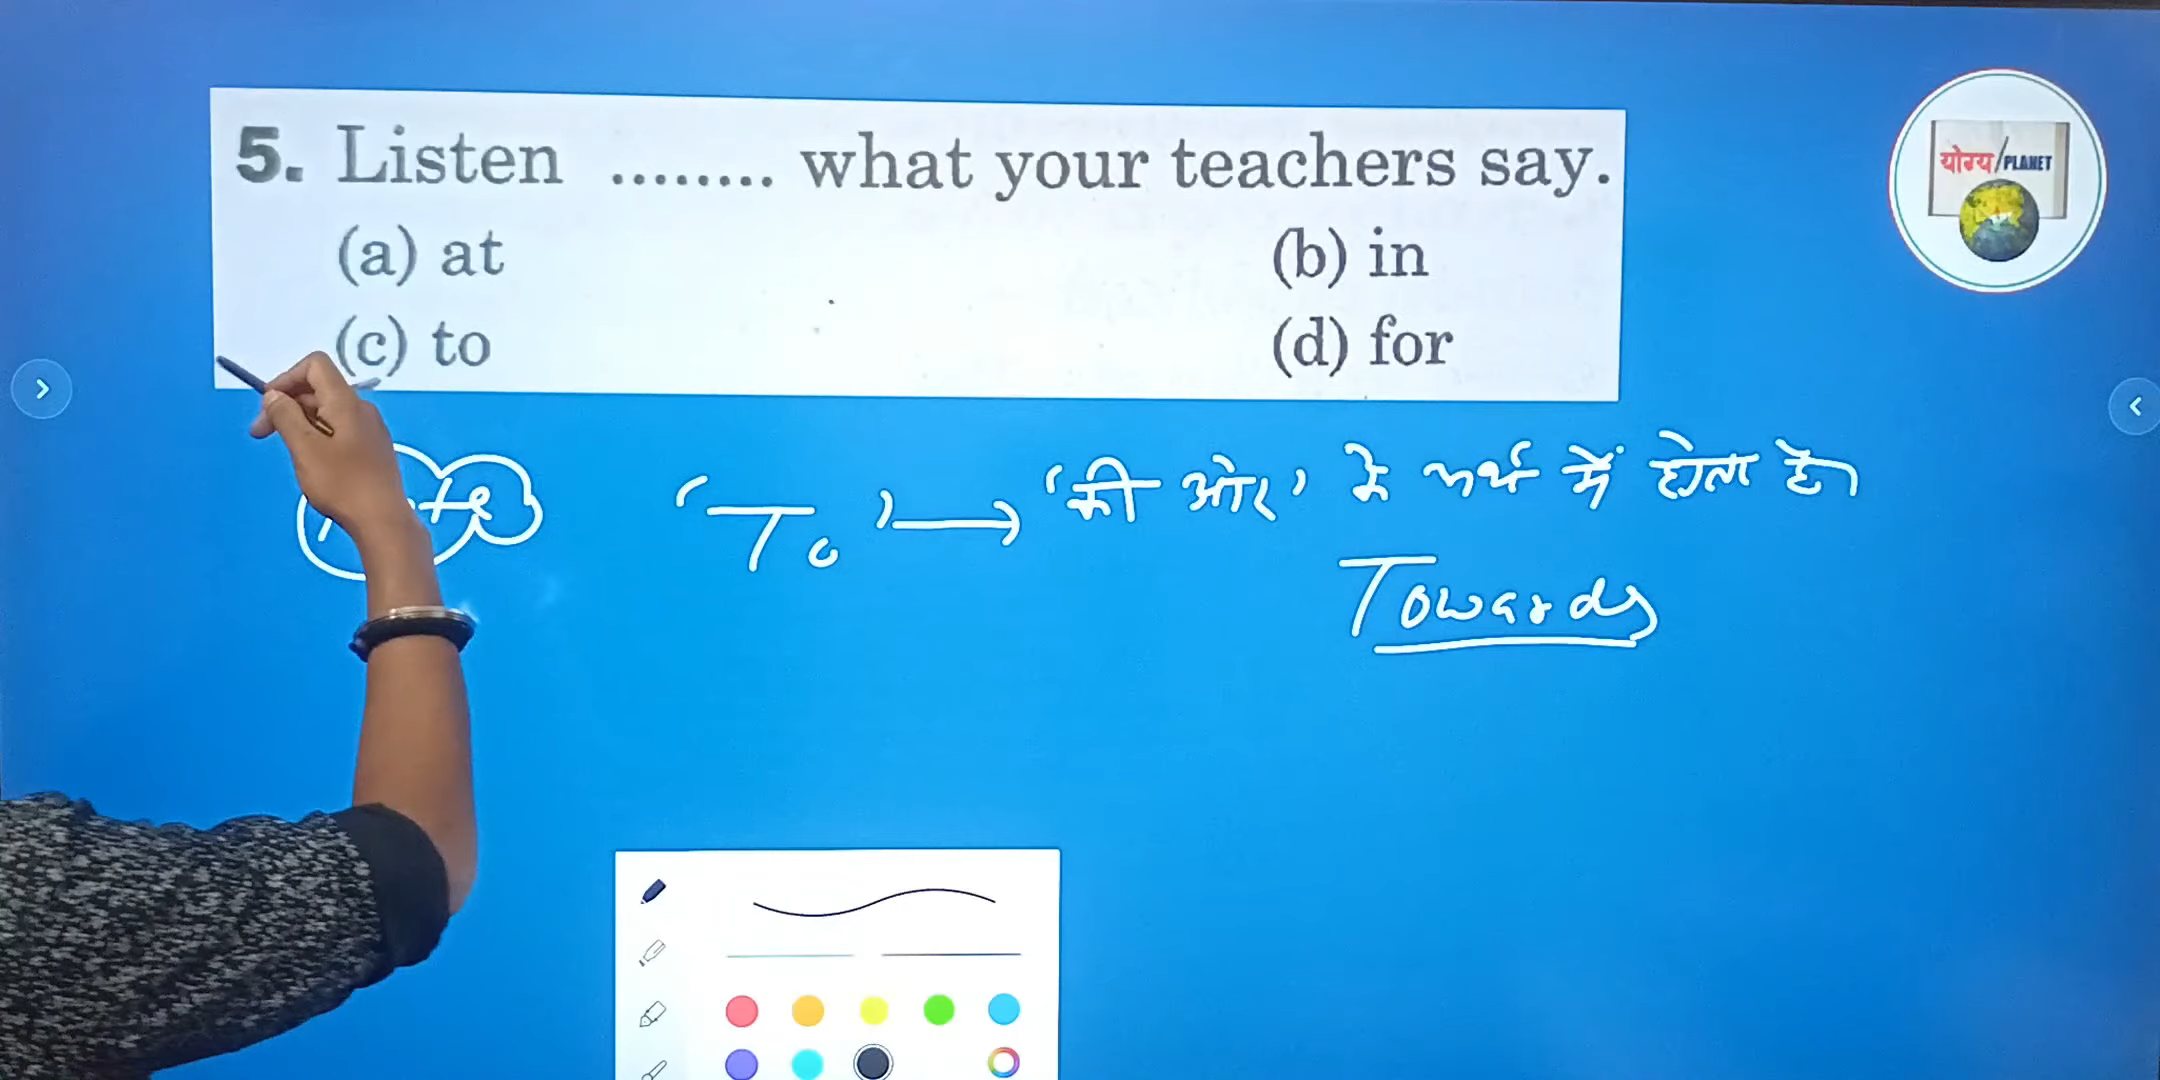 5. Listen ........ what your teachers say.
(a) at (b) in
(c) to (d) for
योग्य/PLANET
'To' → 'की ओर' के अर्थ में होता है।
Towards